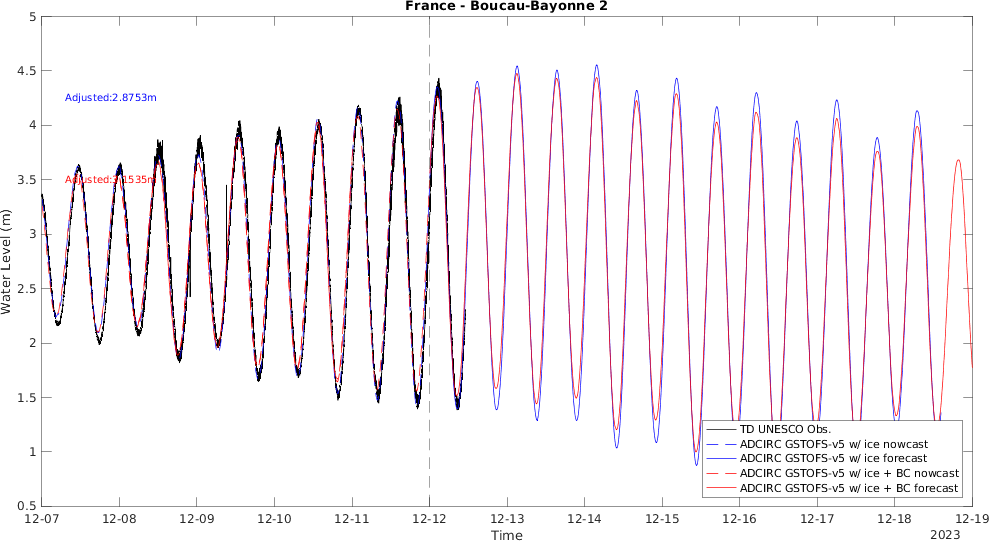 France - Boucau-Bayonne 2
5
4.5
4
3.5
3
2.5
2
1.5
1
0.5
Water Level (m)
Adjusted:2.8753m
Adjusted:3.1535m
TD UNESCO Obs.
ADCIRC GSTOFS-v5 w/ ice nowcast
ADCIRC GSTOFS-v5 w/ ice forecast
ADCIRC GSTOFS-v5 w/ ice + BC nowcast
ADCIRC GSTOFS-v5 w/ ice + BC forecast
12-07 12-08 12-09 12-10 12-11 12-12 12-13 12-14 12-15 12-16 12-17 12-18 12-19
Time
2023